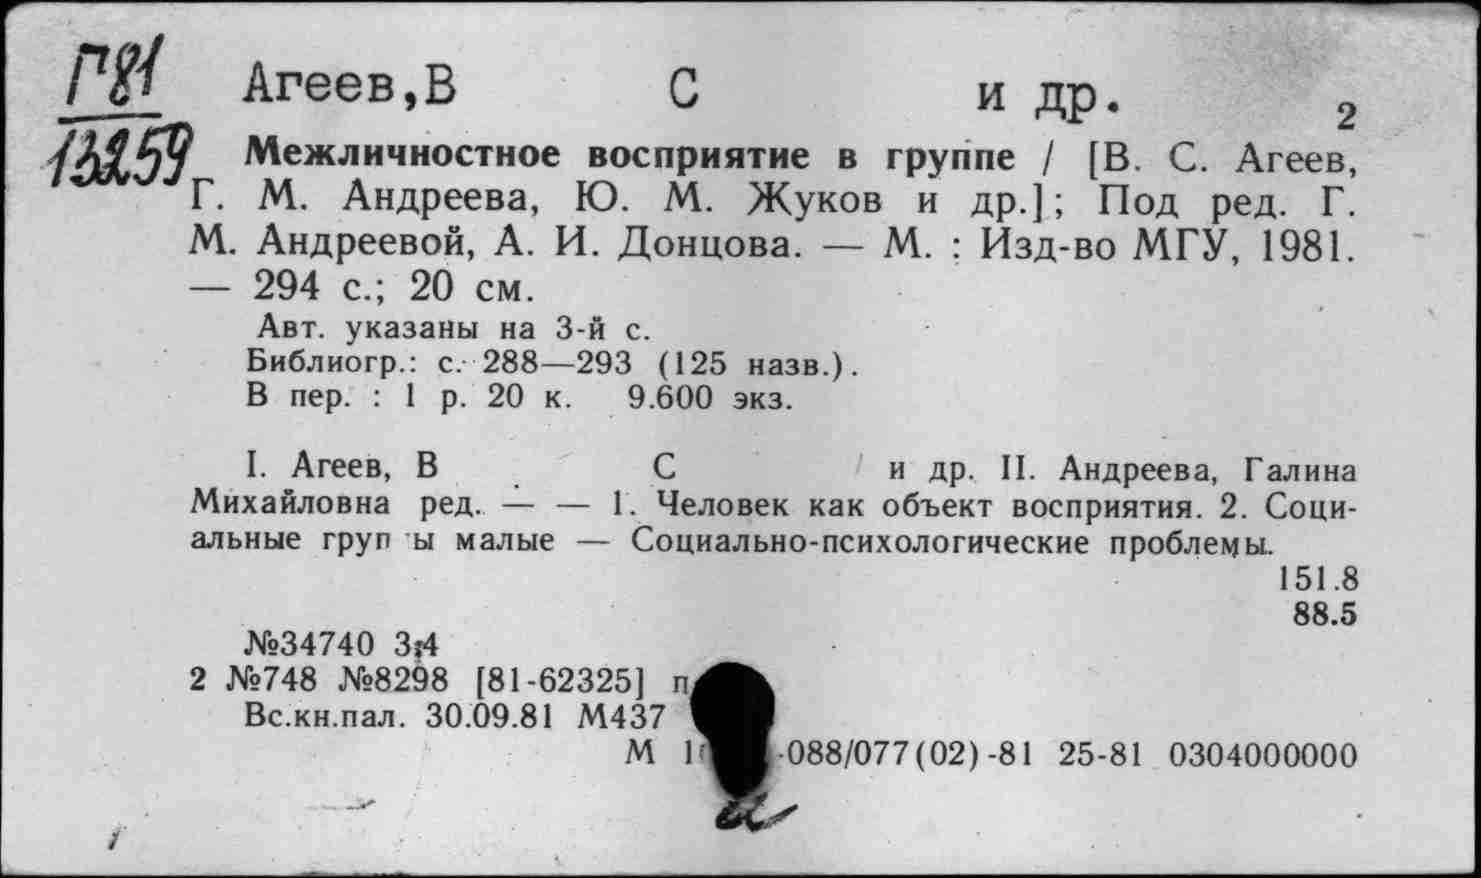 Г81 Агеев,В С и др. 2
13259 Межличностное восприятие в группе / [В. С. Агеев,
Г. М. Андреева, Ю. М. Жуков и др.]; Под ред. Г.
М. Андреевой, А. И. Донцова. — М. : Изд-во МГУ, 1981.
— 294 с.; 20 см.
Авт. указаны на 3-й с.
Библиогр.: с. 288—293 (125 назв.).
В пер. : 1 р. 20 к. 9.600 экз.
I. Агеев, В С и др. II. Андреева, Галина
Михайловна ред. — — 1. Человек как объект восприятия. 2. Соци-
альные груп ы малые — Социально-психологические проблемы.
151.8
88.5
№34740 3,4
2 №748 №8298 [81-62325] п
Вс.кн.пал. 30.09.81 М437
М 1 -088/077(02)-81 25-81 0304000000